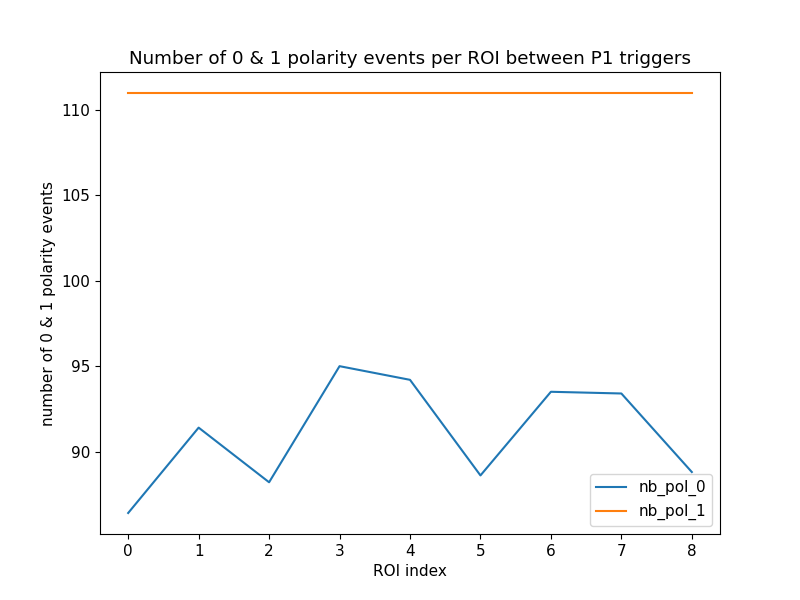 Number of 0 & 1 polarity events per ROI between P1 triggers
number of 0 & 1 polarity events
110
105
100
95
90
0 1 2 3 4 5 6 7 8
ROI index
nb_pol_0
nb_pol_1